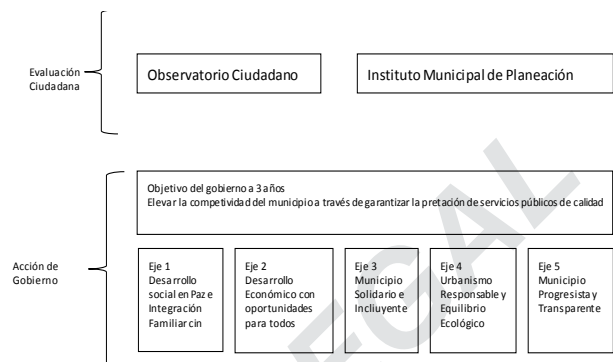 Evaluación
Ciudadana
Observatorio Ciudadano
Instituto Municipal de Planeación
Objetivo del gobierno a 3 años
Elevar la competividad del municipio a través de garantizar la pretación de servicios públicos de calidad
Acción de
Gobierno
Eje 1
Desarrollo
social en Paz e
Integración
Familiar cin
Eje 2
Desarrollo
Económico con
oportunidades
para todos
Eje 3
Municipio
Solidario e
Incliuyente
Eje 4
Urbanismo
Responsable y
Equilibrio
Ecológico
Eje 5
Municipio
Progresista y
Transparente
EGAL